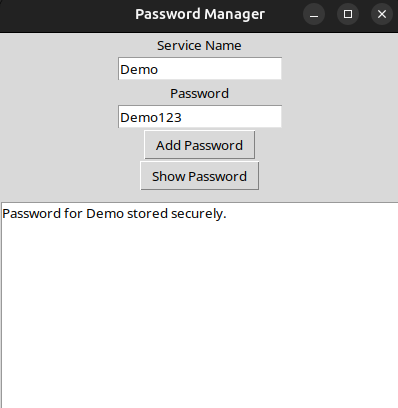 Password Manager
Service Name
Demo
Password
Demo123
Add Password
Show Password
Password for Demo stored securely.